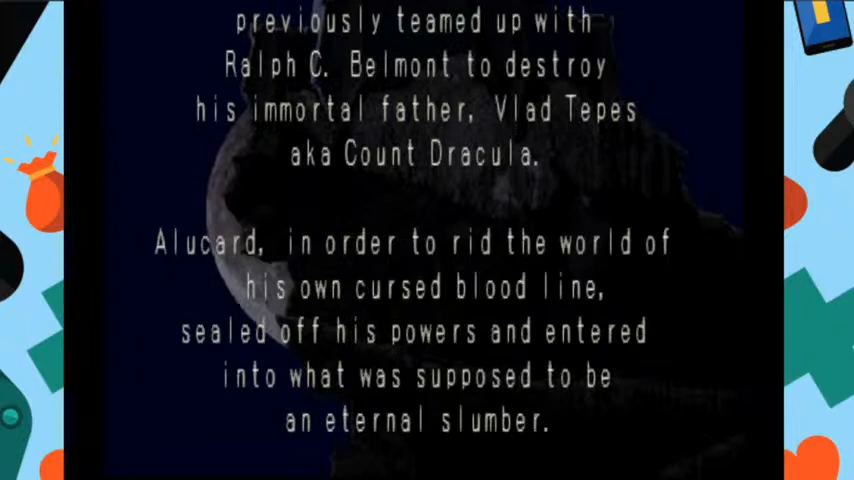 previously teamed up with
Ralph C. Belmont to destroy
his immortal father, Vlad Tepes
aka Count Dracula.
Alucard, in order to rid the world of
his own cursed blood line,
sealed off his powers and entered
into what was supposed to be
an eternal slumber.